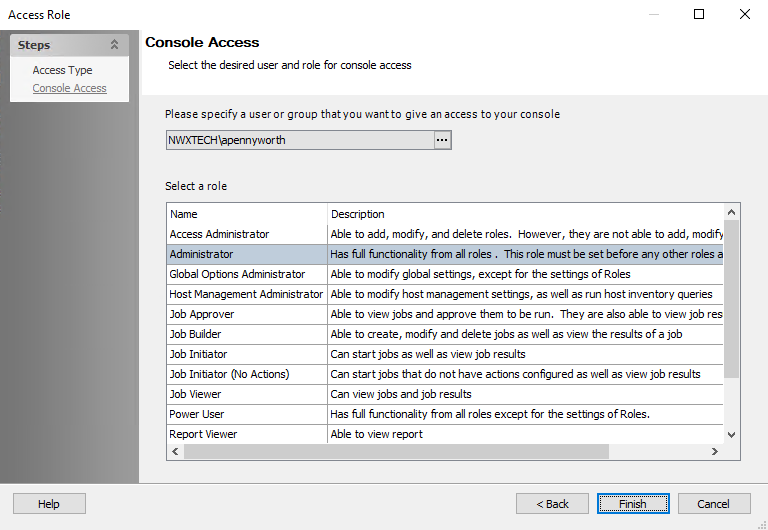 Access Role
Steps
Access Type
Console Access
Console Access
Select the desired user and role for console access
Please specify a user or group that you want to give an access to your console
NWXTECH\apennyworth ...
Select a role
Name Description
Access Administrator Able to add, modify, and delete roles. However, they are not able to add, modify
Administrator Has full functionality from all roles . This role must be set before any other roles a
Global Options Administrator Able to modify global settings, except for the settings of Roles
Host Management Administrator Able to modify host management settings, as well as run host inventory queries
Job Approver Able to view jobs and approve them to be run. They are also able to view job res
Job Builder Able to create, modify and delete jobs as well as view the results of a job
Job Initiator Can start jobs as well as view job results
Job Initiator (No Actions) Can start jobs that do not have actions configured as well as view job results
Job Viewer Can view jobs and job results
Power User Has full functionality from all roles except for the settings of Roles.
Report Viewer Able to view report
Help < Back Finish Cancel